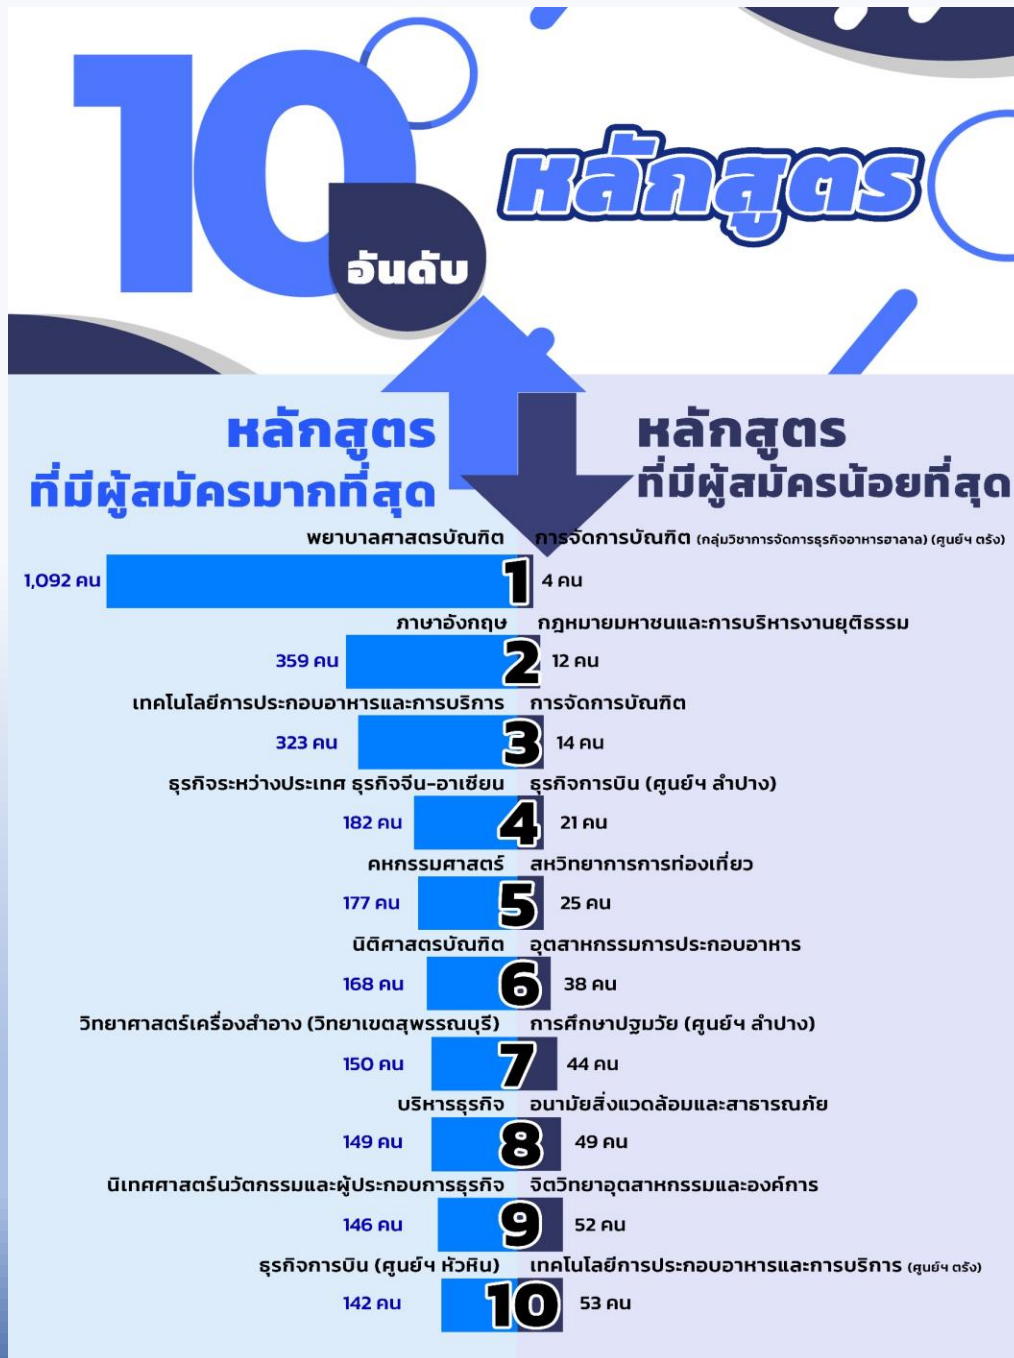 10
อันดับ
หลักสูตร
หลักสูตร
ที่มีผู้สมัครมากที่สุด
หลักสูตร
ที่มีผู้สมัครน้อยที่สุด
พยาบาลศาสตรบัณฑิต
การจัดการบัณฑิต (กลุ่มวิชาการจัดการธุรกิจอาหารฮาลาล) (ศูนย์ฯ ตรัง)
1,092 คน 1 4 คน
ภาษาอังกฤษ
กฎหมายมหาชนและการบริหารงานยุติธรรม
359 คน 2 12 คน
เทคโนโลยีการประกอบอาหารและการบริการ
การจัดการบัณฑิต
323 คน 3 14 คน
ธุรกิจระหว่างประเทศ ธุรกิจจีน-อาเซียน
ธุรกิจการบิน (ศูนย์ฯ ลำปาง)
182 คน 4 21 คน
คหกรรมศาสตร์
สหวิทยาการการท่องเที่ยว
177 คน 5 25 คน
นิติศาสตรบัณฑิต
อุตสาหกรรมการประกอบอาหาร
168 คน 6 38 คน
วิทยาศาสตร์เครื่องสำอาง (วิทยาเขตสุพรรณบุรี)
การศึกษาปฐมวัย (ศูนย์ฯ ลำปาง)
150 คน 7 44 คน
บริหารธุรกิจ
อนามัยสิ่งแวดล้อมและสาธารณภัย
149 คน 8 49 คน
นิเทศศาสตร์นวัตกรรมและผู้ประกอบการธุรกิจ
จิตวิทยาอุตสาหกรรมและองค์การ
146 คน 9 52 คน
ธุรกิจการบิน (ศูนย์ฯ หัวหิน)
เทคโนโลยีการประกอบอาหารและการบริการ (ศูนย์ฯ ตรัง)
142 คน 10 53 คน